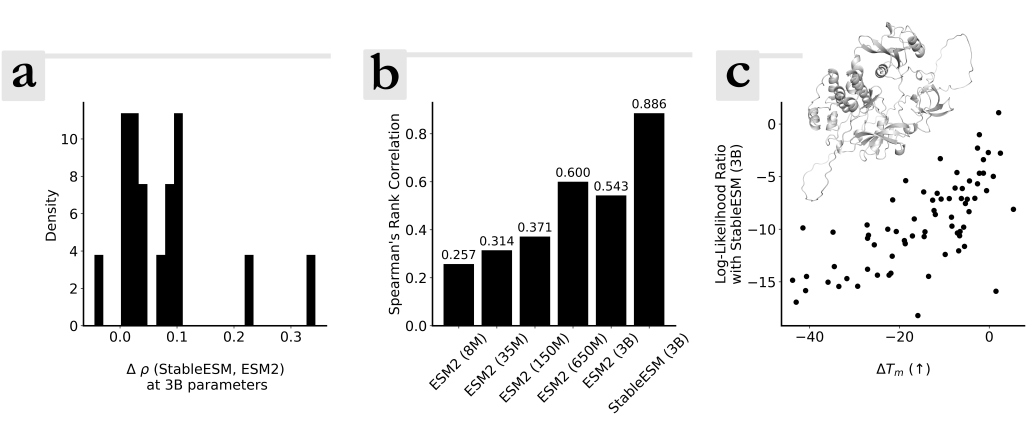 a
Density
10
8
6
4
2
0
0.0 0.1 0.2 0.3
Δ ρ (StableESM, ESM2)
at 3B parameters
b
Spearman's Rank Correlation
0.8
0.6
0.4
0.2
0.0
0.257
0.314
0.371
0.600
0.543
0.886
ESM2 (8M)
ESM2 (35M)
ESM2 (150M)
ESM2 (650M)
ESM2 (3B)
StableESM (3B)
c
Log-Likelihood Ratio
with StableESM (3B)
0
−5
−10
−15
−40 −20 0
ΔTm (↑)